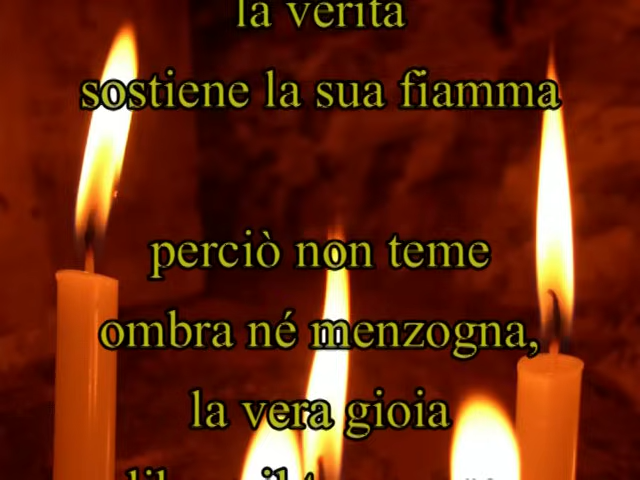 la verità
sostiene la sua fiamma
perciò non teme
ombra né menzogna,
la vera gioia